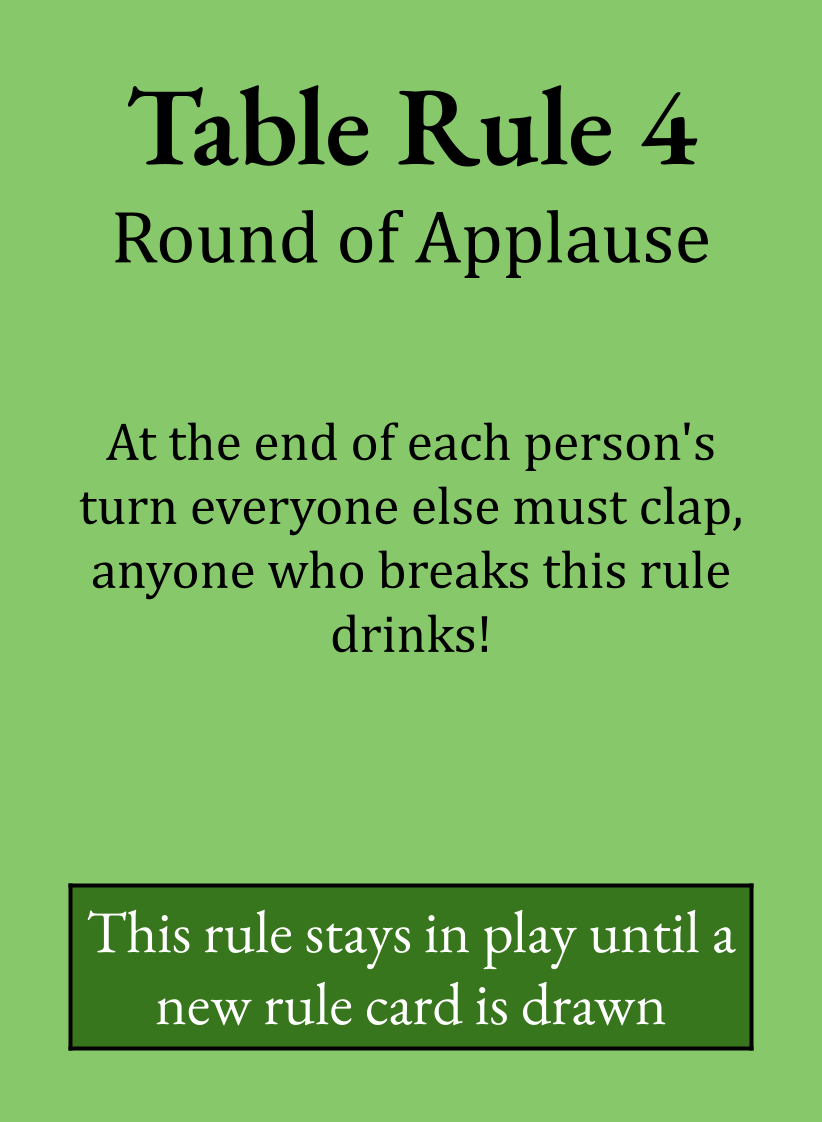 Table Rule 4
Round of Applause
At the end of each person's
turn everyone else must clap,
anyone who breaks this rule
drinks!
This rule stays in play until a
new rule card is drawn